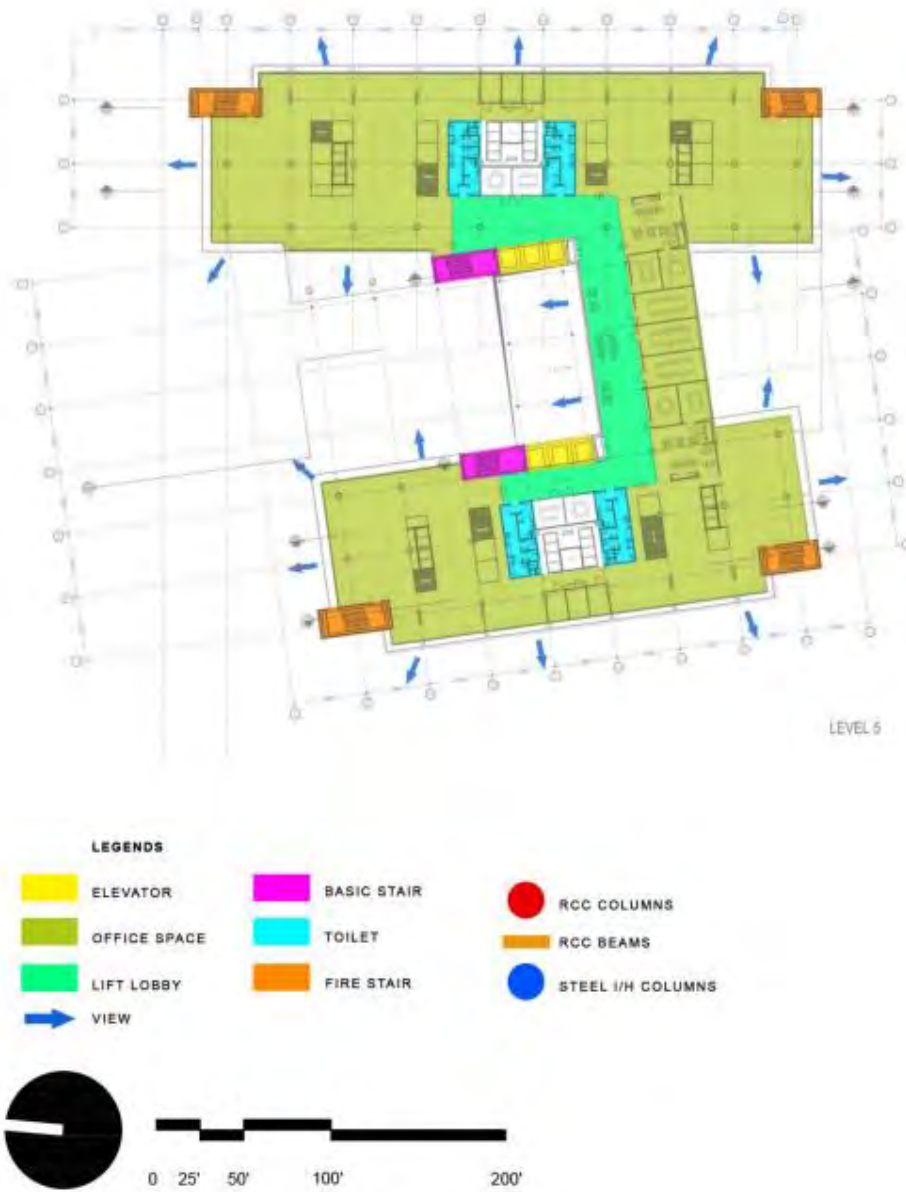 LEVEL 5
LEGENDS
ELEVATOR
BASIC STAIR
RCC COLUMNS
OFFICE SPACE
TOILET
RCC BEAMS
LIFT LOBBY
FIRE STAIR
STEEL I/H COLUMNS
VIEW
0 25' 50' 100' 200'